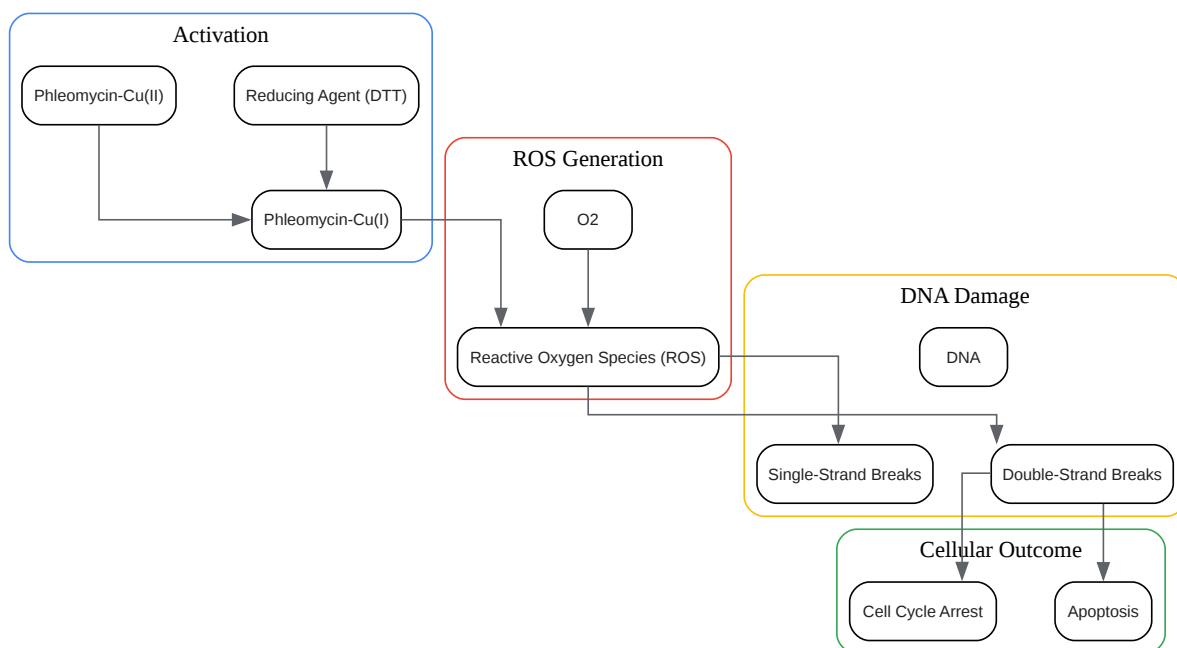 Activation
Phleomycin-Cu(II)
Reducing Agent (DTT)
Phleomycin-Cu(I)
ROS Generation
O2
Reactive Oxygen Species (ROS)
DNA Damage
DNA
Single-Strand Breaks
Double-Strand Breaks
Cellular Outcome
Cell Cycle Arrest
Apoptosis